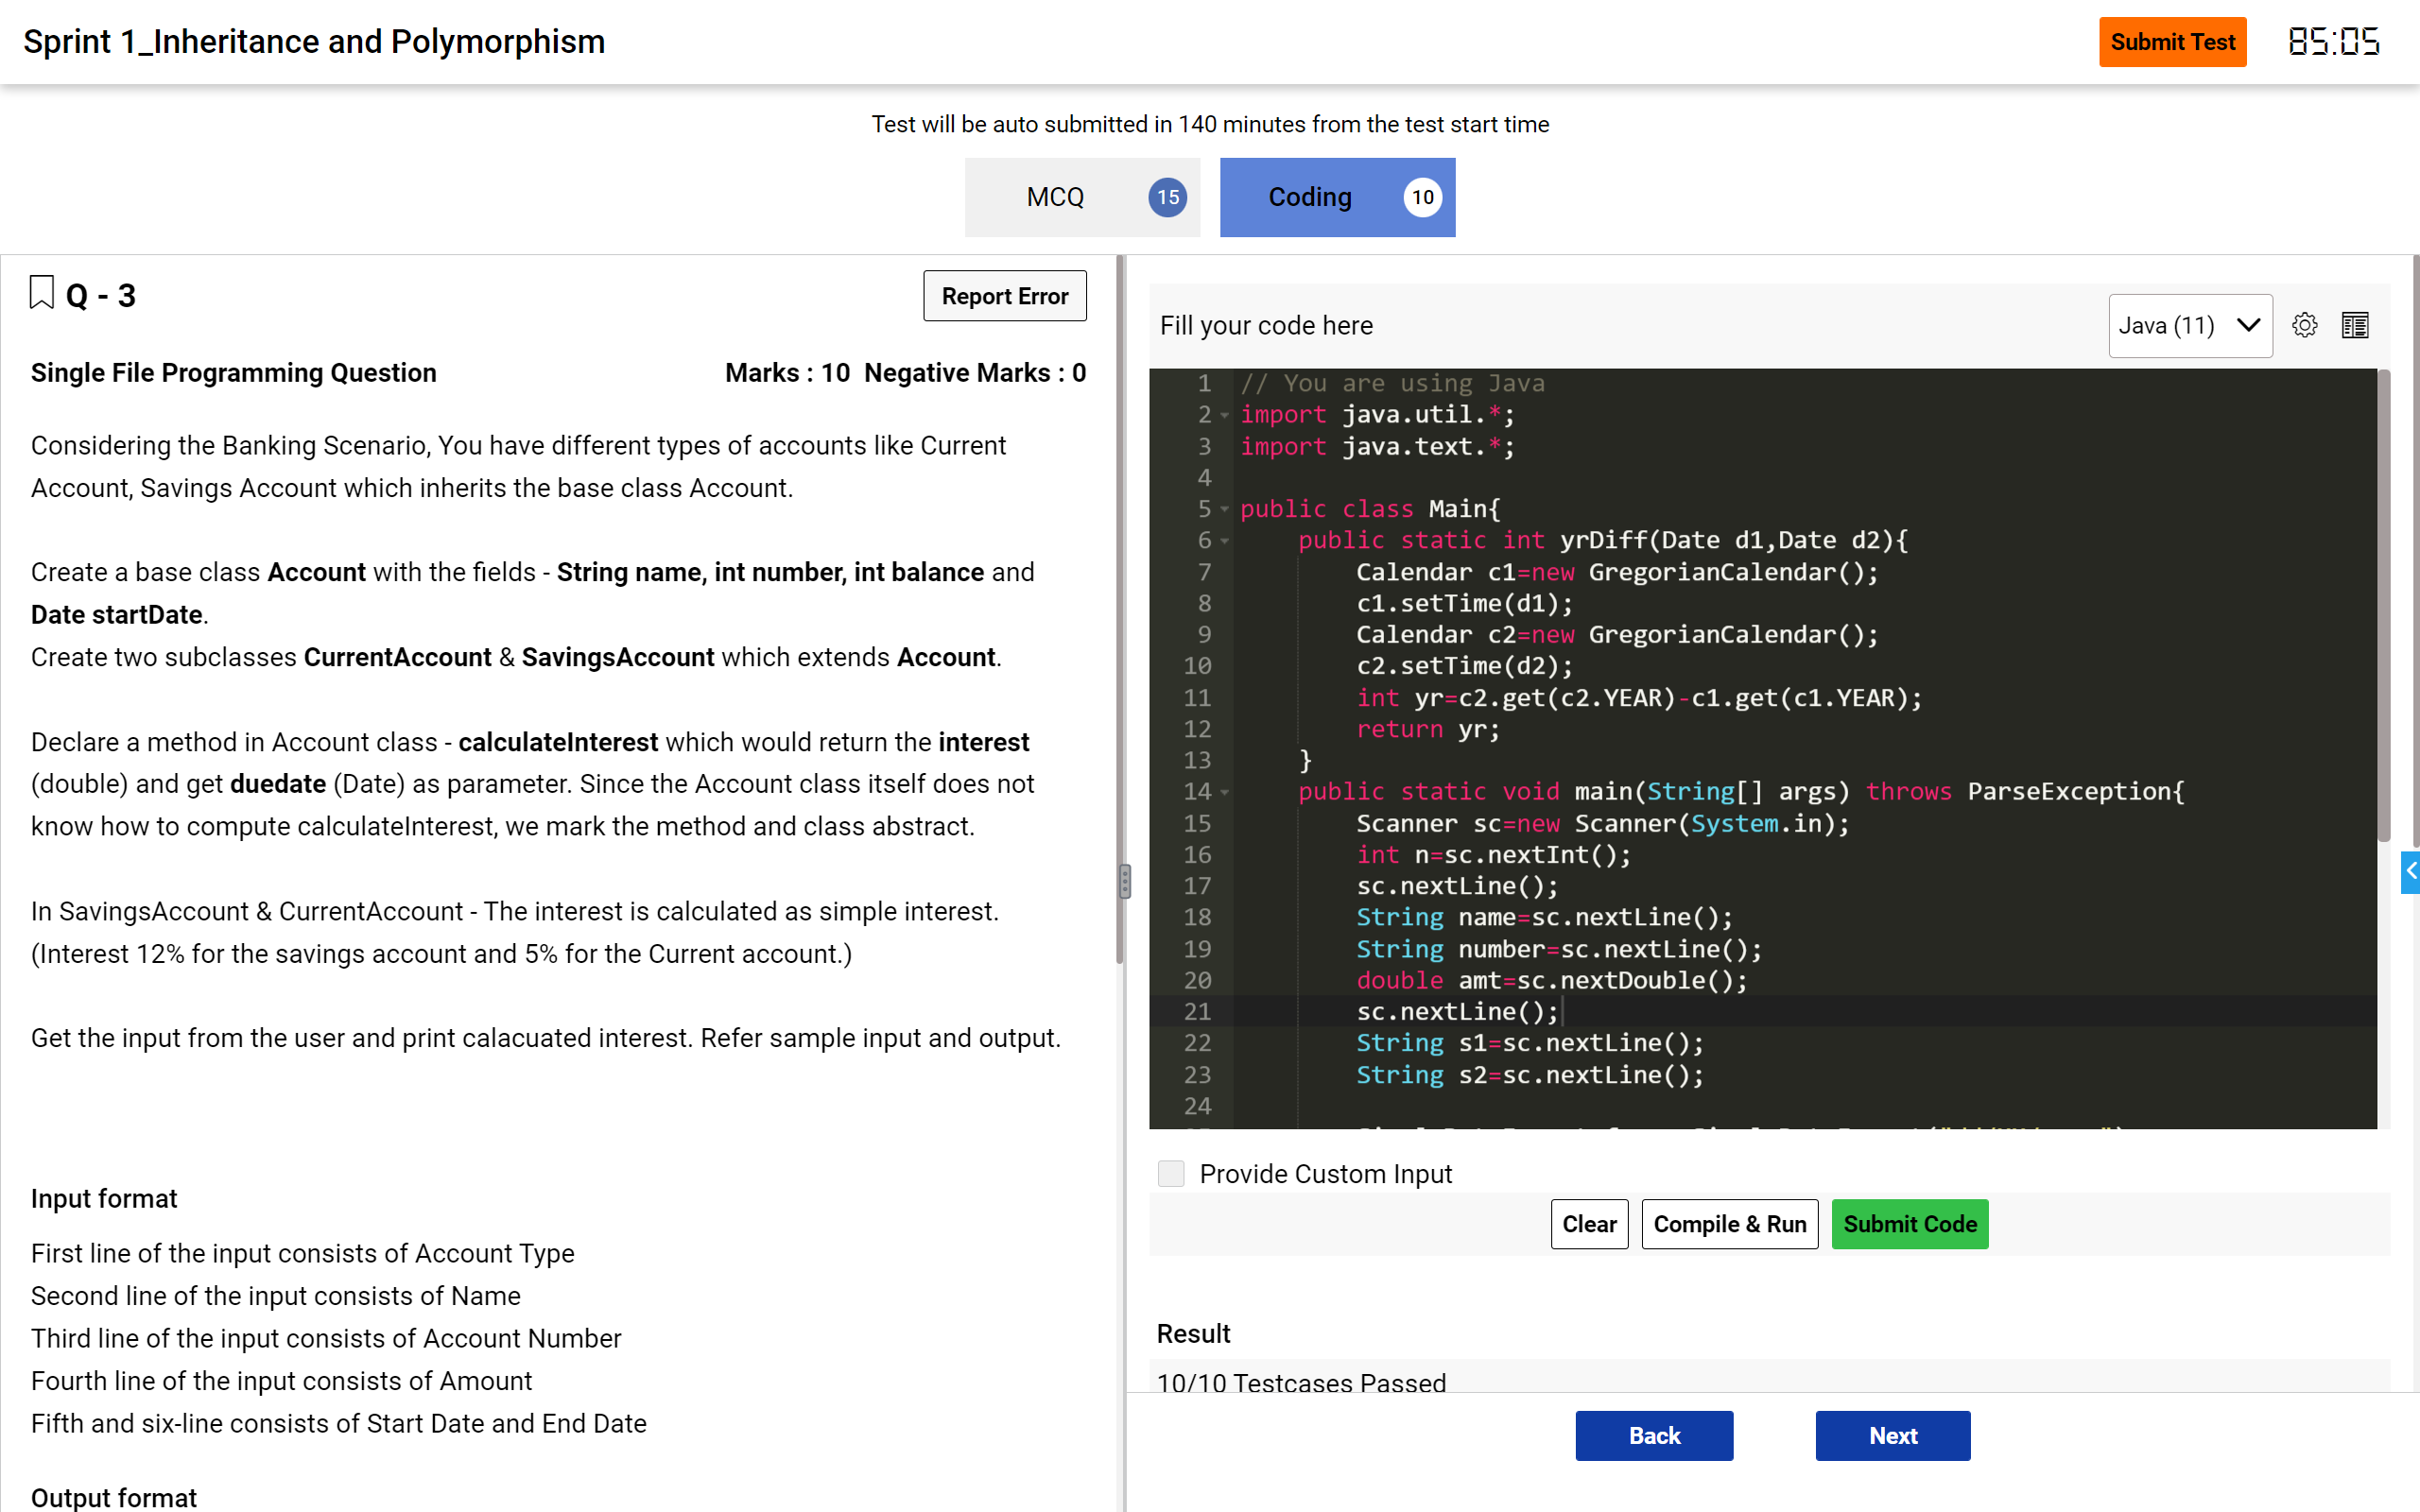 Sprint 1_Inheritance and Polymorphism
Submit Test
85:05
Test will be auto submitted in 140 minutes from the test start time
MCQ 15
Coding 10
Q - 3
Report Error
Single File Programming Question
Marks : 10 Negative Marks : 0
Considering the Banking Scenario, You have different types of accounts like Current
Account, Savings Account which inherits the base class Account.
Create a base class Account with the fields - String name, int number, int balance and
Date startDate.
Create two subclasses CurrentAccount & SavingsAccount which extends Account.
Declare a method in Account class - calculateInterest which would return the interest
(double) and get duedate (Date) as parameter. Since the Account class itself does not
know how to compute calculateInterest, we mark the method and class abstract.
In SavingsAccount & CurrentAccount - The interest is calculated as simple interest.
(Interest 12% for the savings account and 5% for the Current account.)
Get the input from the user and print calacuated interest. Refer sample input and output.
Input format
First line of the input consists of Account Type
Second line of the input consists of Name
Third line of the input consists of Account Number
Fourth line of the input consists of Amount
Fifth and six-line consists of Start Date and End Date
Output format
Fill your code here
Java (11)
1 // You are using Java
2 import java.util.*;
3 import java.text.*;
4
5 public class Main{
6 public static int yrDiff(Date d1,Date d2){
7 Calendar c1=new GregorianCalendar();
8 c1.setTime(d1);
9 Calendar c2=new GregorianCalendar();
10 c2.setTime(d2);
11 int yr=c2.get(c2.YEAR)-c1.get(c1.YEAR);
12 return yr;
13 }
14 public static void main(String[] args) throws ParseException{
15 Scanner sc=new Scanner(System.in);
16 int n=sc.nextInt();
17 sc.nextLine();
18 String name=sc.nextLine();
19 String number=sc.nextLine();
20 double amt=sc.nextDouble();
21 sc.nextLine();
22 String s1=sc.nextLine();
23 String s2=sc.nextLine();
24
Provide Custom Input
Clear
Compile & Run
Submit Code
Result
10/10 Testcases Passed
Back
Next